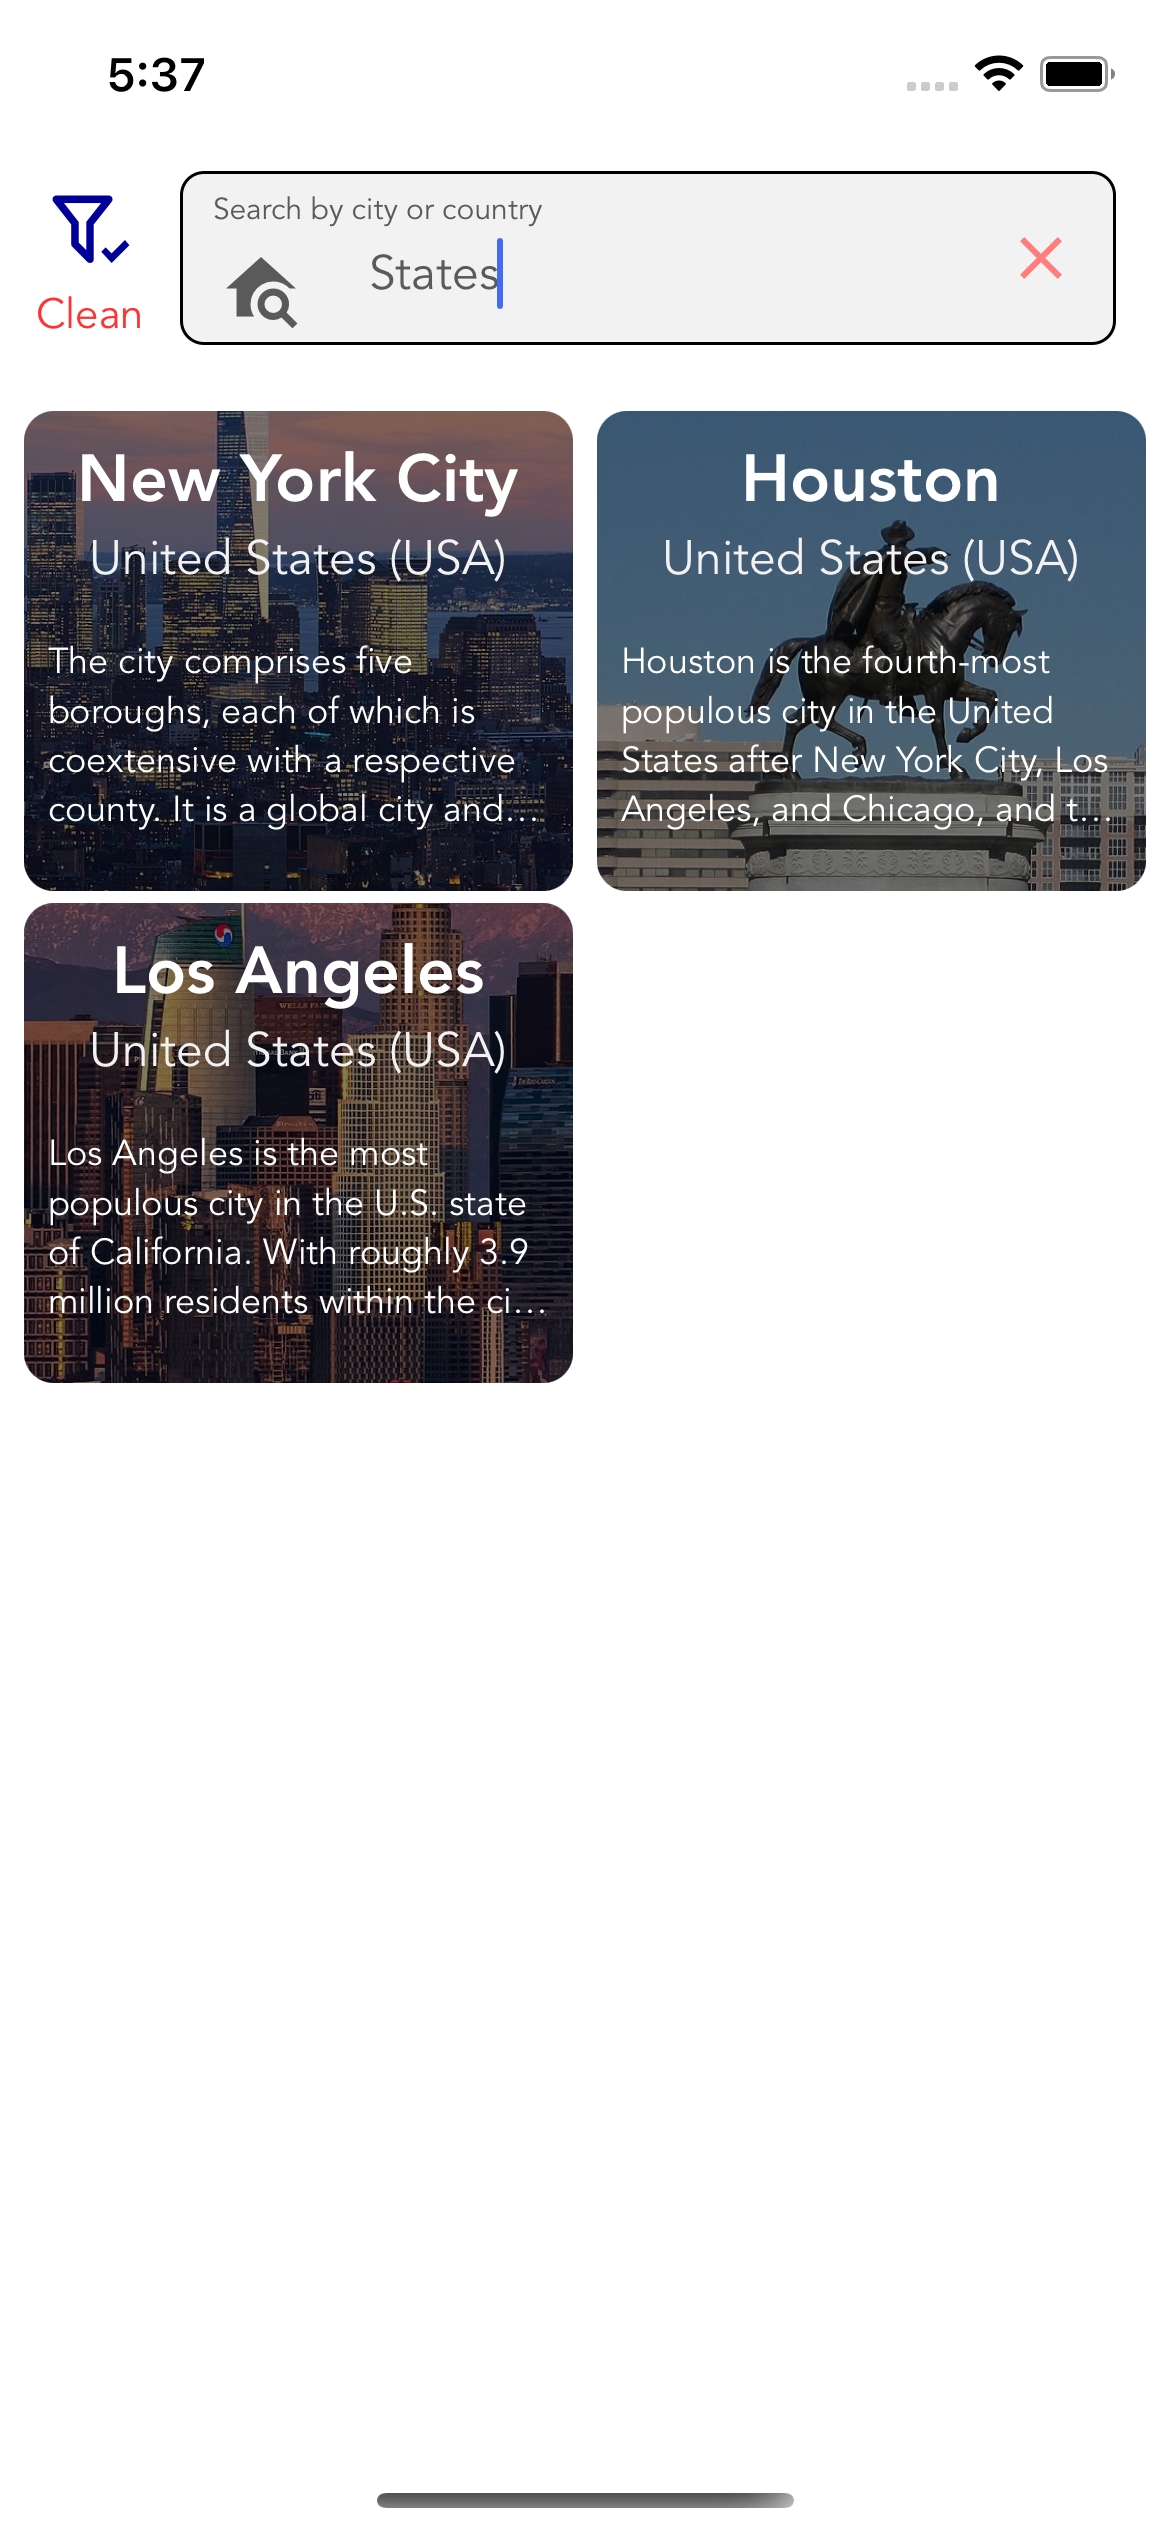 5:37
Search by city or country
States
Clean
New York City
United States (USA)
The city comprises five
boroughs, each of which is
coextensive with a respective
county. It is a global city and...
Houston
United States (USA)
Houston is the fourth-most
populous city in the United
States after New York City, Los
Angeles, and Chicago, and t...
Los Angeles
United States (USA)
Los Angeles is the most
populous city in the U.S. state
of California. With roughly 3.9
million residents within the ci...